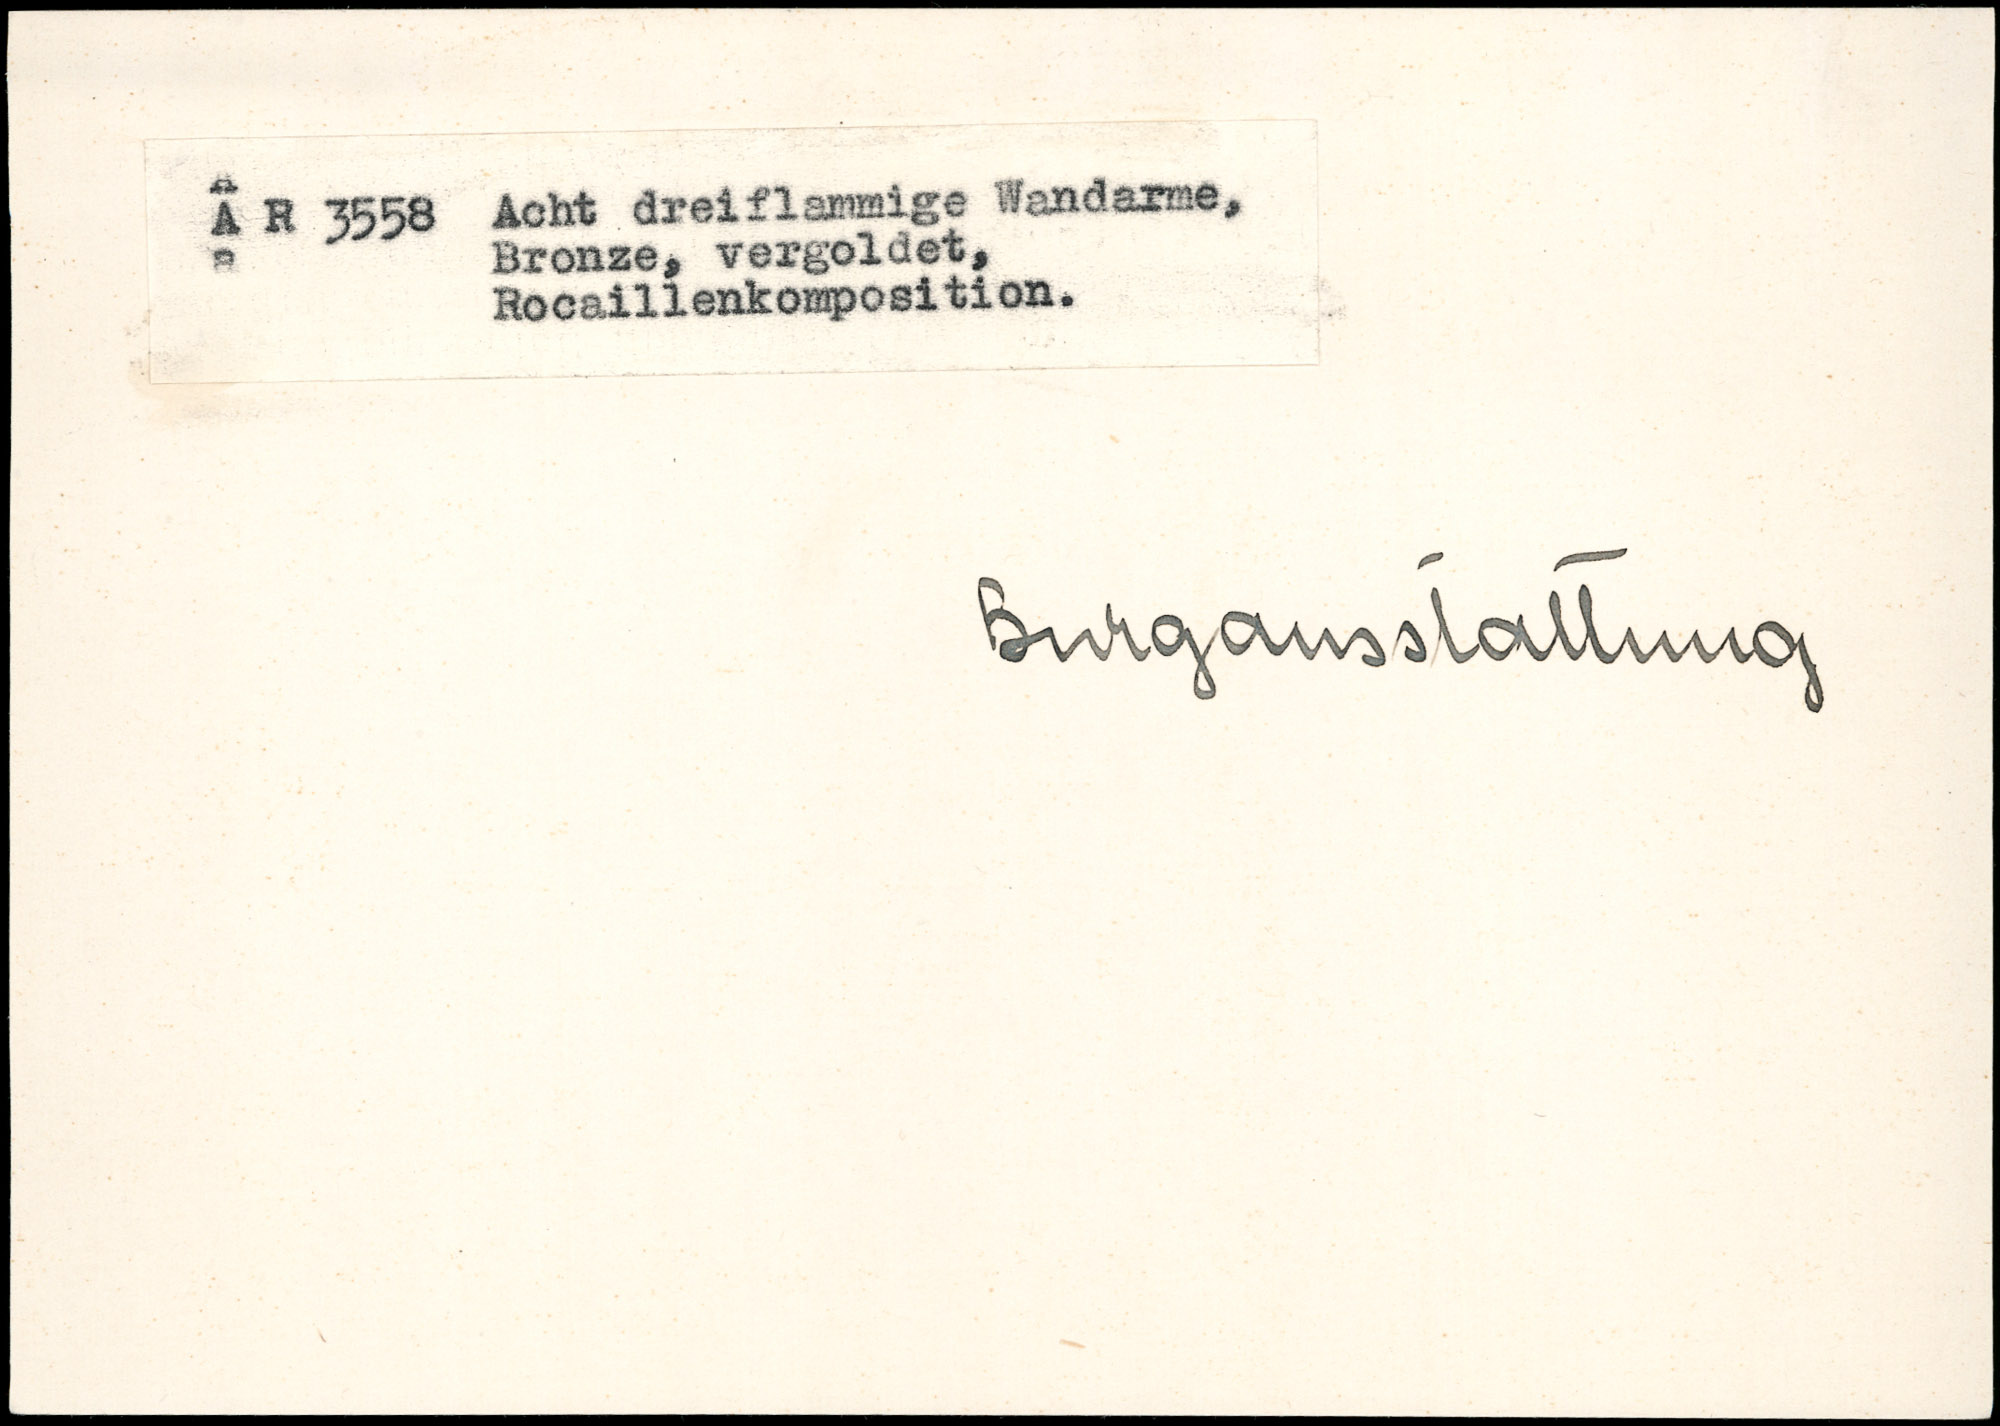 A R 3558 Acht dreiflammige Wandarme,
Bronze, vergoldet,
Rocaillenkomposition.
Burgausstattung